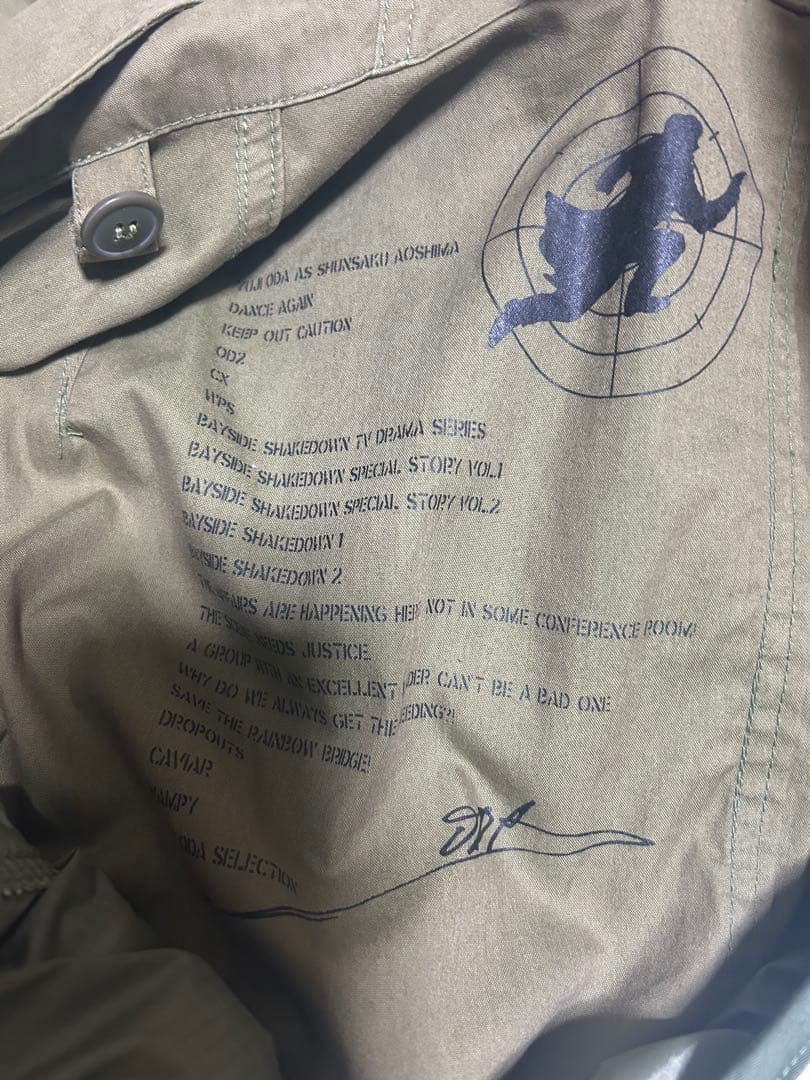 ODA AS SHUNSAKU AOSHIMA
DANCE AGAIN
KEEP OUT CAUTION
OD2
CX
WPS
BAYSIDE SHAKEDOWN TV DRAMA SERIES
BAYSIDE SHAKEDOWN SPECIAL STORY VOL.1
BAYSIDE SHAKEDOWN SPECIAL STORY VOL.2
BAYSIDE SHAKEDOWN 1
BAYSIDE SHAKEDOWN 2
ARE HAPPENING NOT IN SOME CONFERENCE ROOM!
THE JUSTICE.
A GROUP WITH AN EXCELLENT CAN'T BE A BAD ONE
WHY DO WE ALWAYS GET THE
SAVE THE RAINBOW BRIDGE!
DROPOUTS
CAVIAR
ODA SELECTION